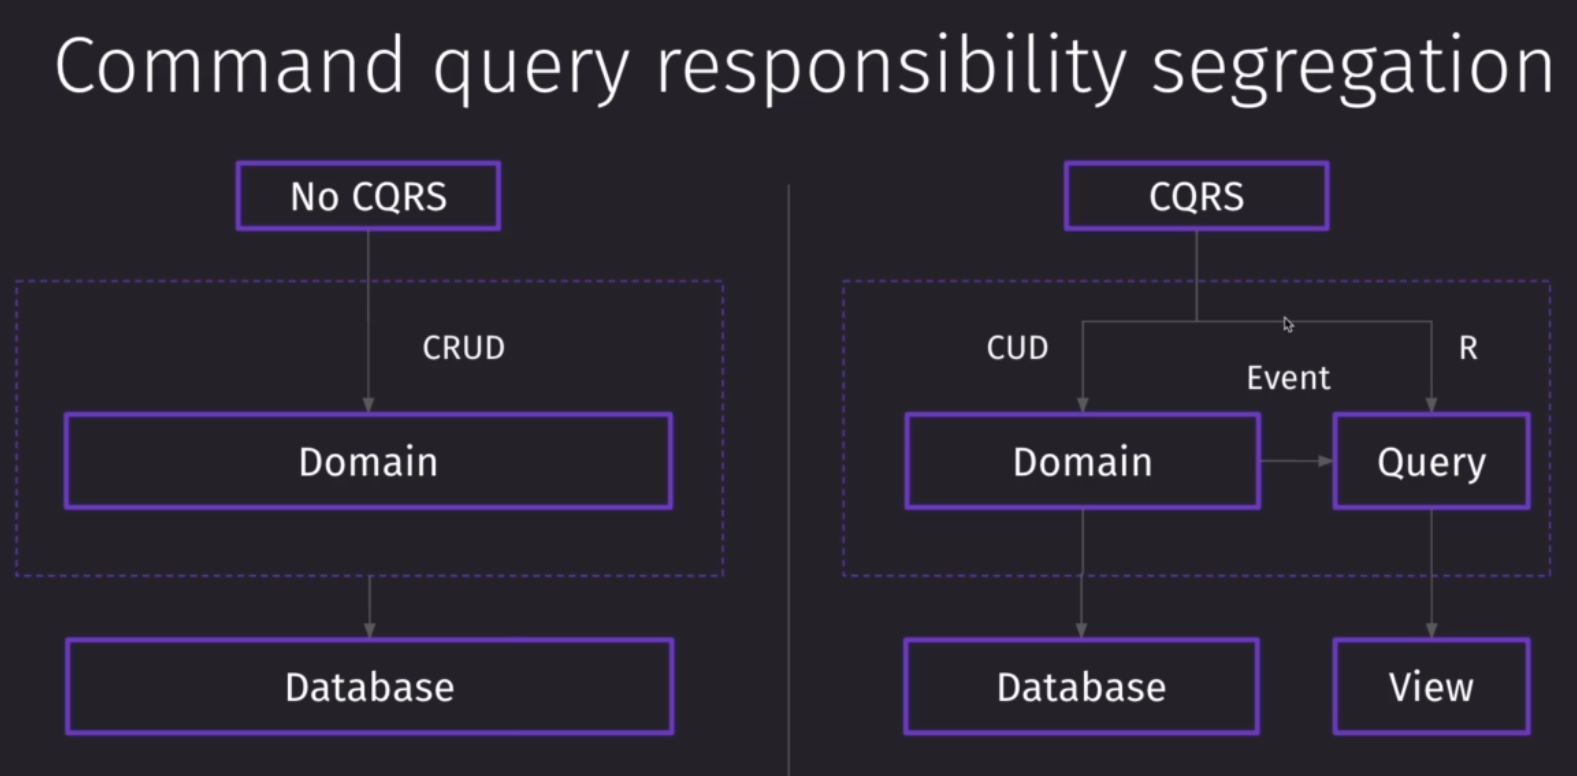 Command query responsibility segregation
No CQRS
CRUD
Domain
Database
CQRS
CUD
R
Event
Domain
Query
Database
View